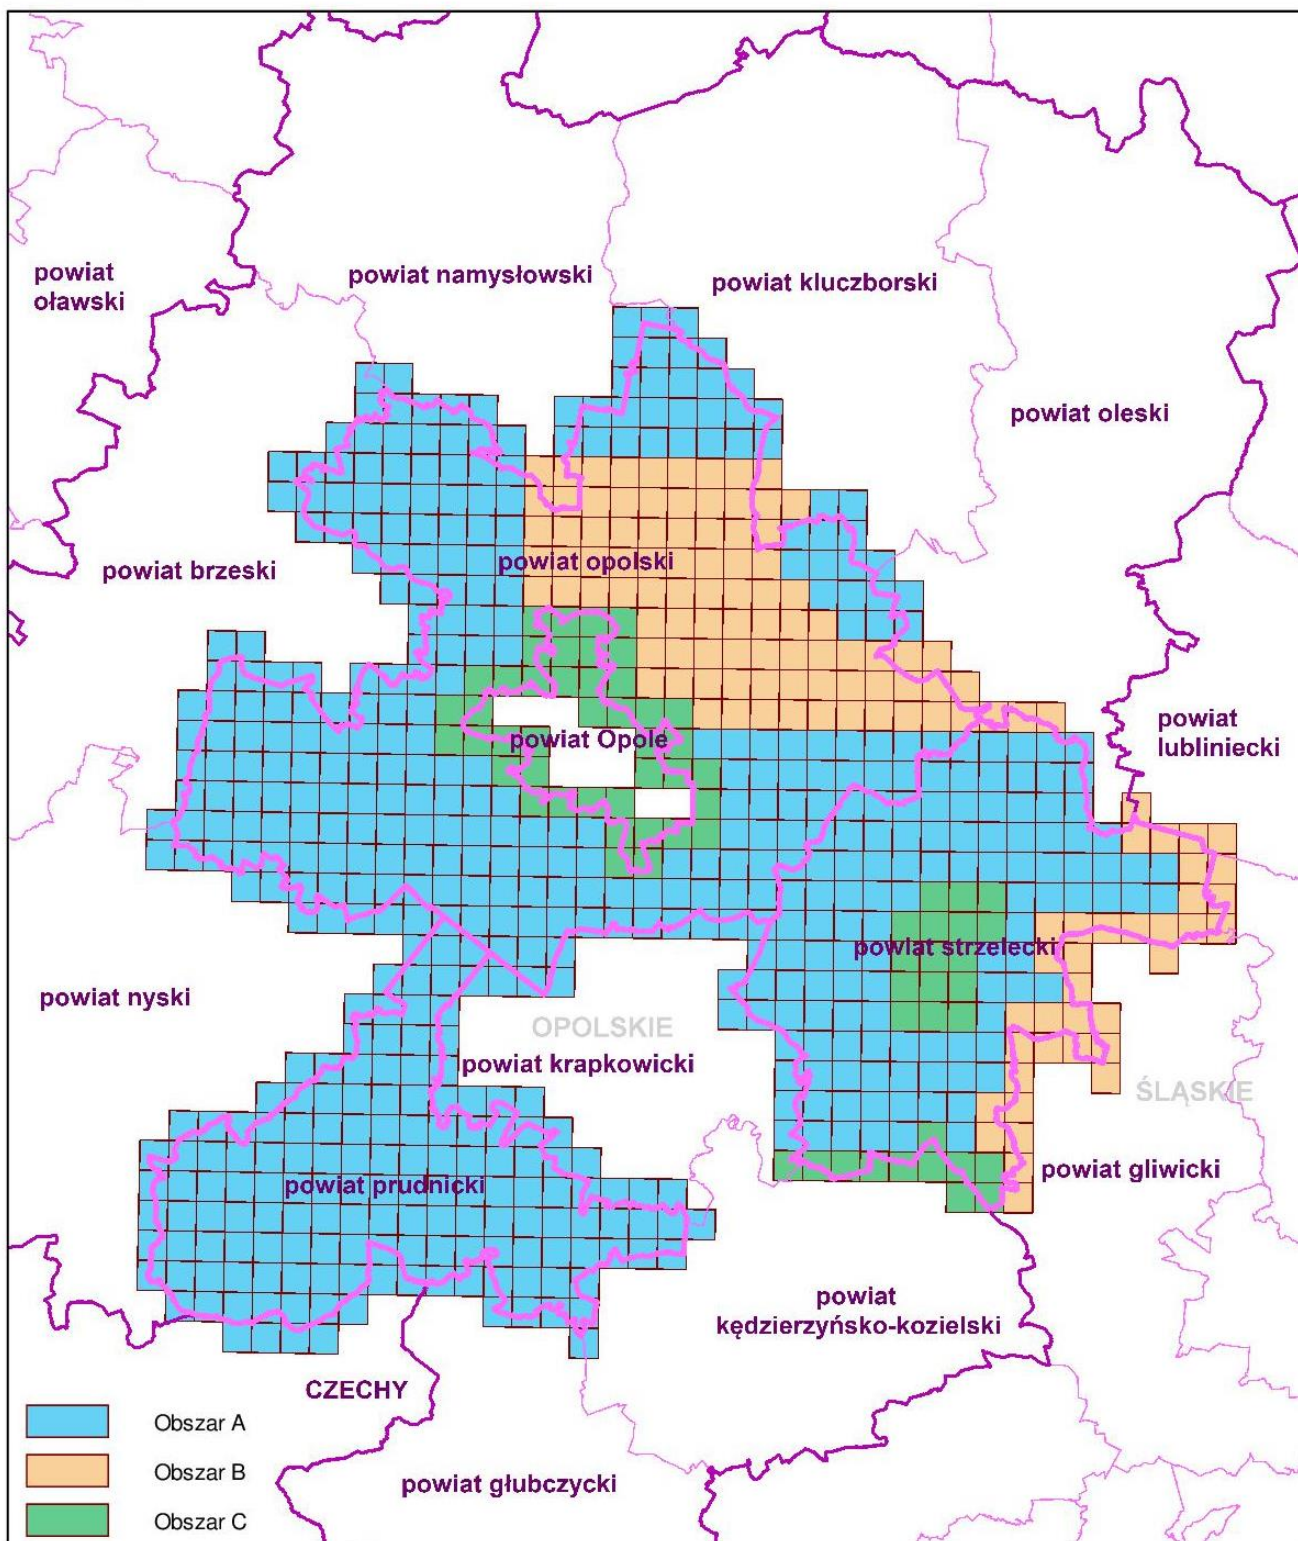 powiat
oławski
powiat namysłowski
powiat kluczborski
powiat oleski
powiat brzeski
powiat opolski
powiat
lubliniecki
powiat Opole
powiat strzelecki
powiat nyski
OPOLSKIE
powiat krapkowicki
ŚLĄSKIE
powiat gliwicki
powiat prudnicki
powiat
kędzierzyńsko-kozielski
CZECHY
powiat głubczycki
Obszar A
Obszar B
Obszar C